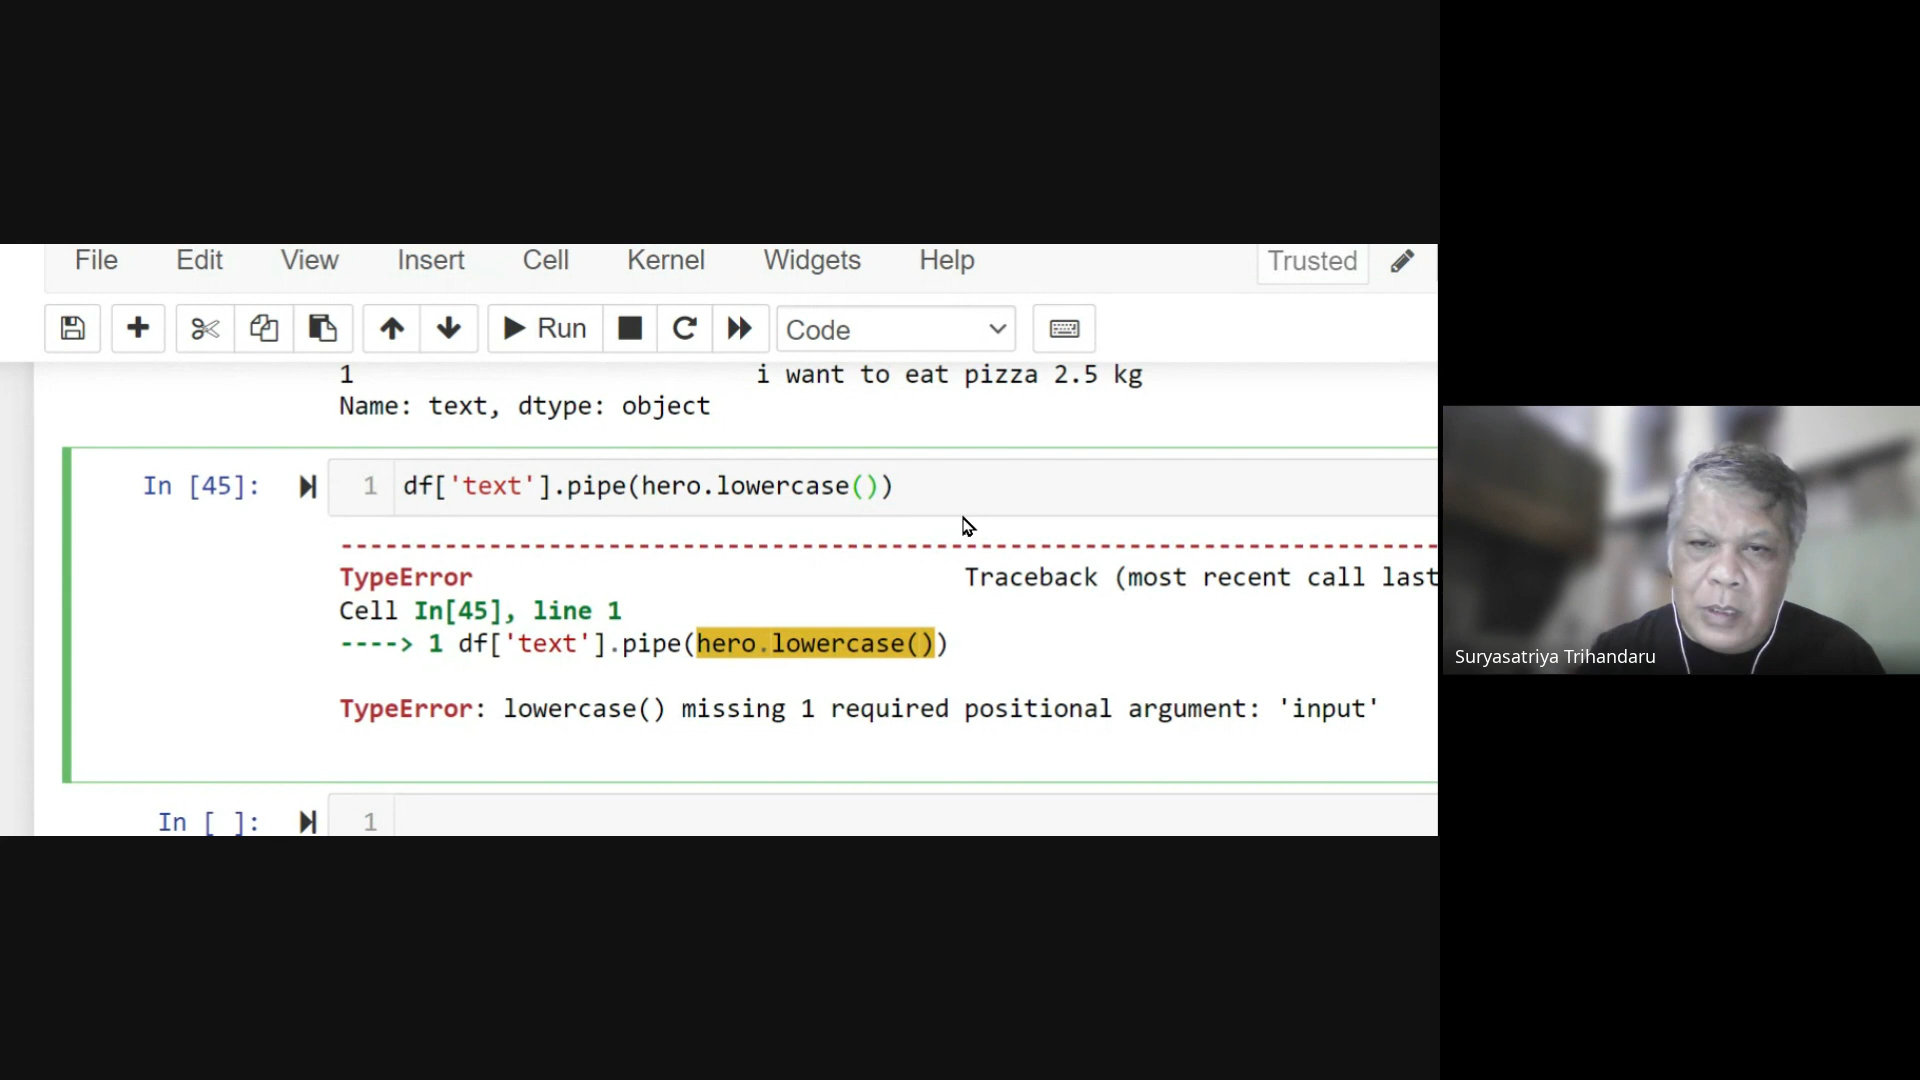 File Edit View Insert Cell Kernel Widgets Help Trusted
Run Code
1 i want to eat pizza 2.5 kg
Name: text, dtype: object
In [45]: 1 df['text'].pipe(hero.lowercase())
---------------------------------------------------------------------------
TypeError Traceback (most recent call last
Cell In[45], line 1
----> 1 df['text'].pipe(hero.lowercase())
TypeError: lowercase() missing 1 required positional argument: 'input'
In [ ]: 1
Suryasatriya Trihandaru